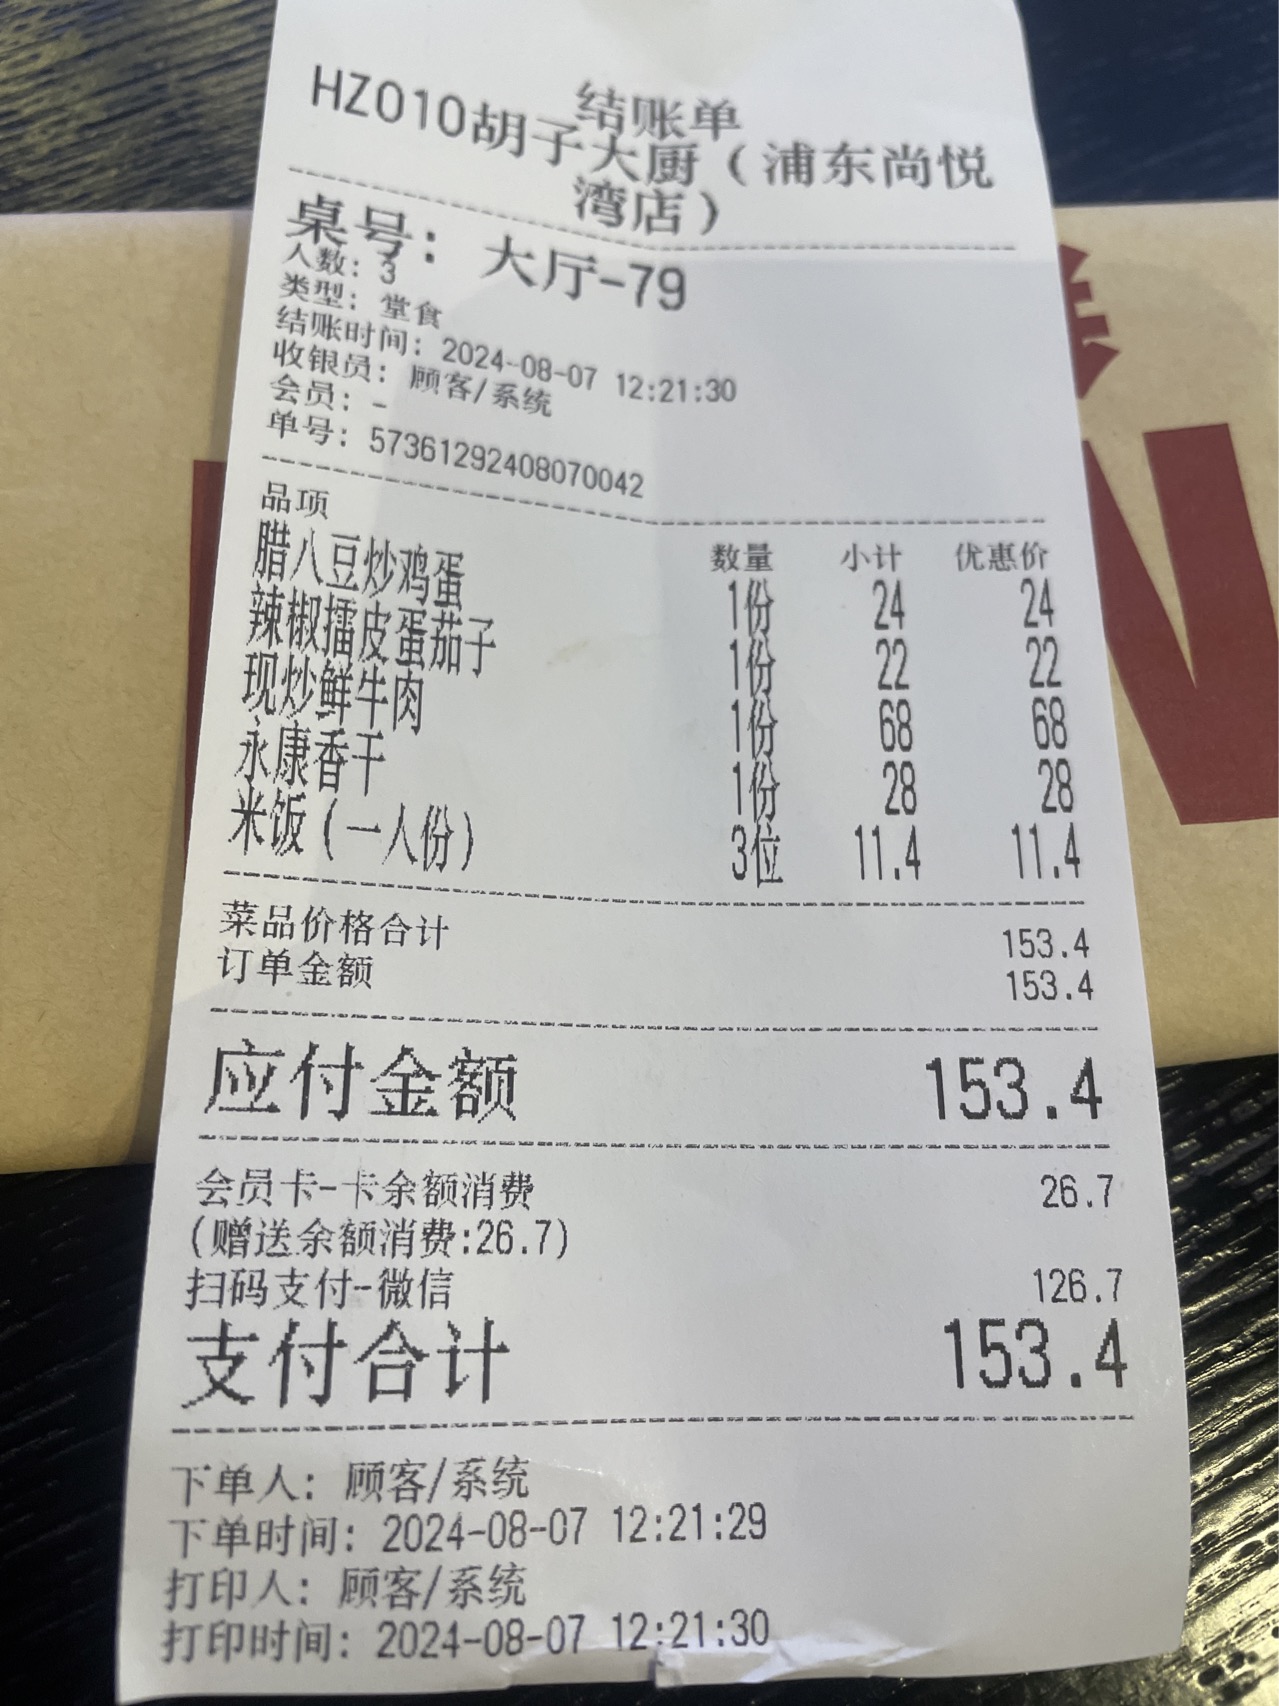 结账单
HZ010胡子大厨（浦东尚悦
湾店）
桌号：大厅-79
人数：3
类型：堂食
结账时间：2024-08-07 12:21:30
收银员：顾客/系统
会员：-
单号：57361292408070042
品项 数量 小计 优惠价
腊八豆炒鸡蛋 1份 24 24
辣椒擂皮蛋茄子 1份 22 22
现炒鲜牛肉 1份 68 68
永康香干 1份 28 28
米饭（一人份） 3位 11.4 11.4
菜品价格合计 153.4
订单金额 153.4
应付金额 153.4
会员卡-卡余额消费 26.7
(赠送余额消费:26.7)
扫码支付-微信 126.7
支付合计 153.4
下单人：顾客/系统
下单时间：2024-08-07 12:21:29
打印人：顾客/系统
打印时间：2024-08-07 12:21:30